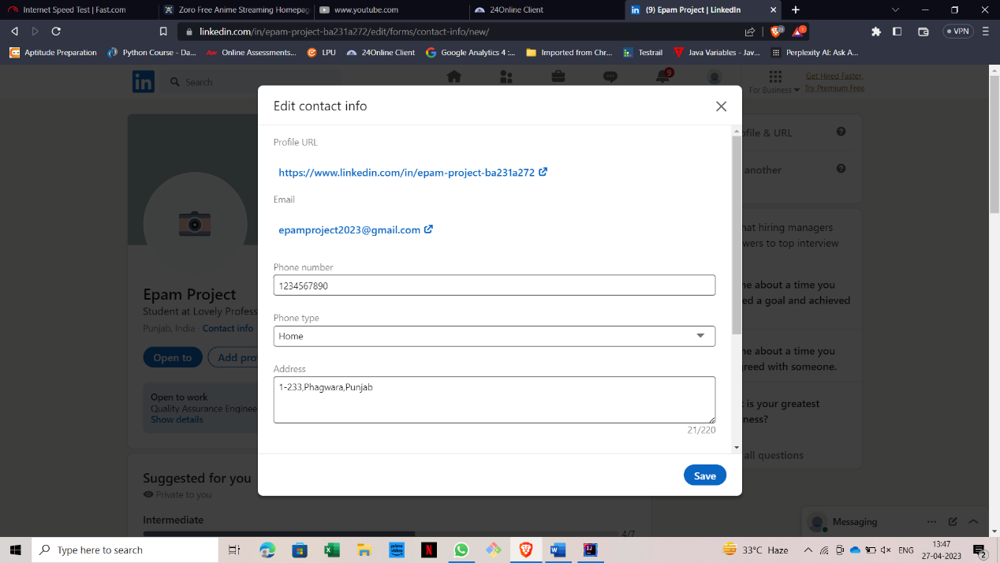 Internet Speed Test | Fast.com
Zoro Free Anime Streaming Homepag
www.youtube.com
24Online Client
(9) Epam Project | LinkedIn
linkedin.com/in/epam-project-ba231a272/edit/forms/contact-info/new/
23
1
VPN
Aptitude Preparation
Python Course - Da...
Online Assessments...
LPU
24Online Client
Google Analytics 4 :...
Imported from Chr...
Testrail
Java Variables - Jav...
Perplexity AI: Ask A...
in
Search
9
For Business
Get Hired Faster,
Try Premium Free
Edit contact info
Profile URL
https://www.linkedin.com/in/epam-project-ba231a272
Email
epamproject2023@gmail.com
Phone number
1234567890
Phone type
Home
Address
1-233,Phagwara,Punjab
21/220
Save
Epam Project
Student at Lovely Profess
Punjab, India · Contact info
Open to
Add pro
Open to work
Quality Assurance Enginee
Show details
Suggested for you
Private to you
Intermediate
4/7
ofile & URL
another
hat hiring managers
wers to top interview
me about a time you
ed a goal and achieved
me about a time you
greed with someone.
t is your greatest
ness?
all questions
Messaging
Type here to search
prime video
33°C Haze
ENG
13:47
27-04-2023
2